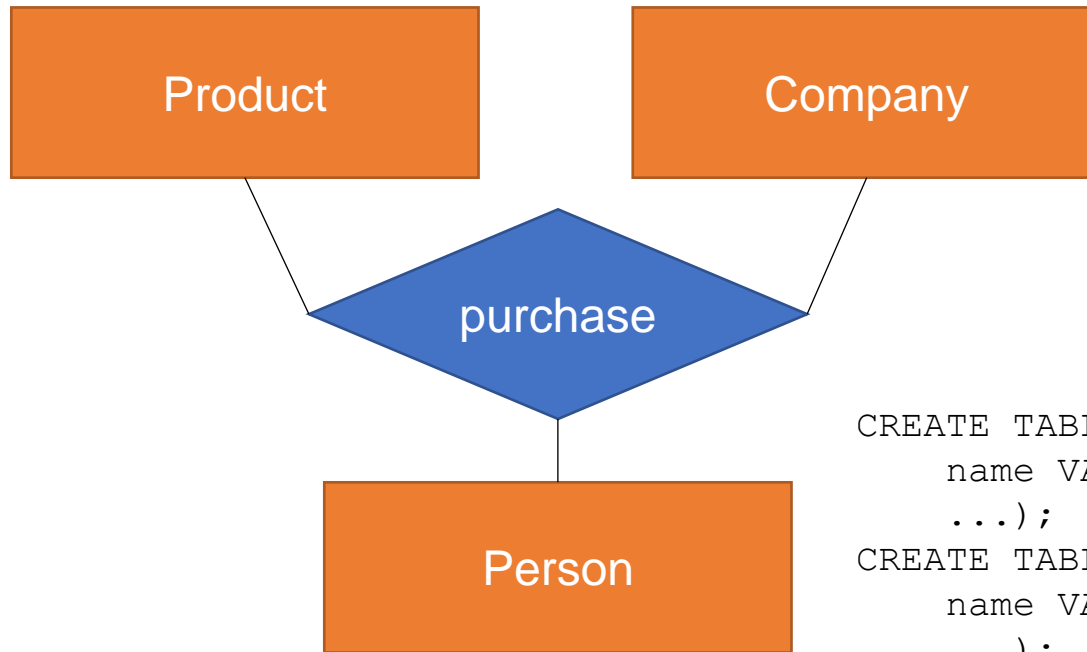 Product
Company
purchase
Person
CREATE
name
...);
CREATE
name